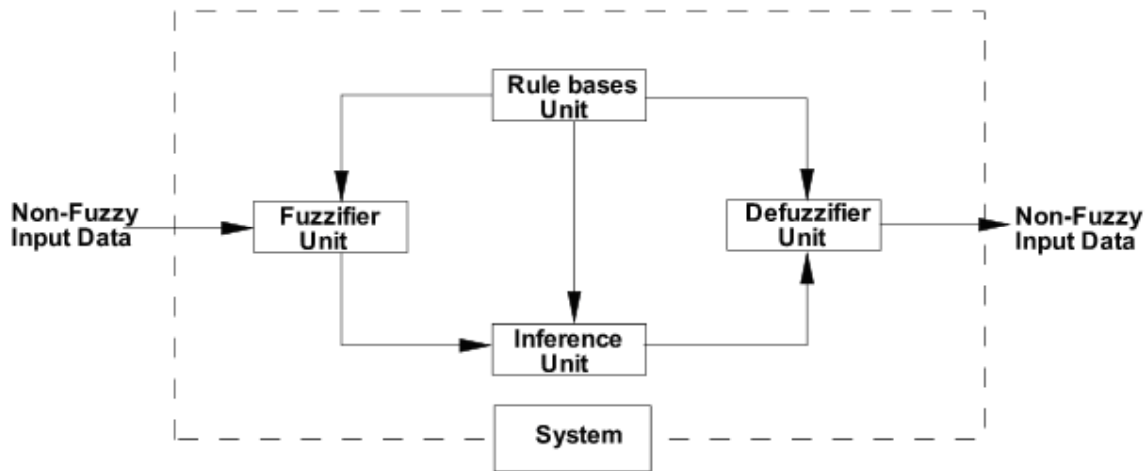 Rule bases
Unit
Non-Fuzzy
Input Data
Fuzzifier
Unit
Defuzzifier
Unit
Non-Fuzzy
Input Data
Inference
Unit
System